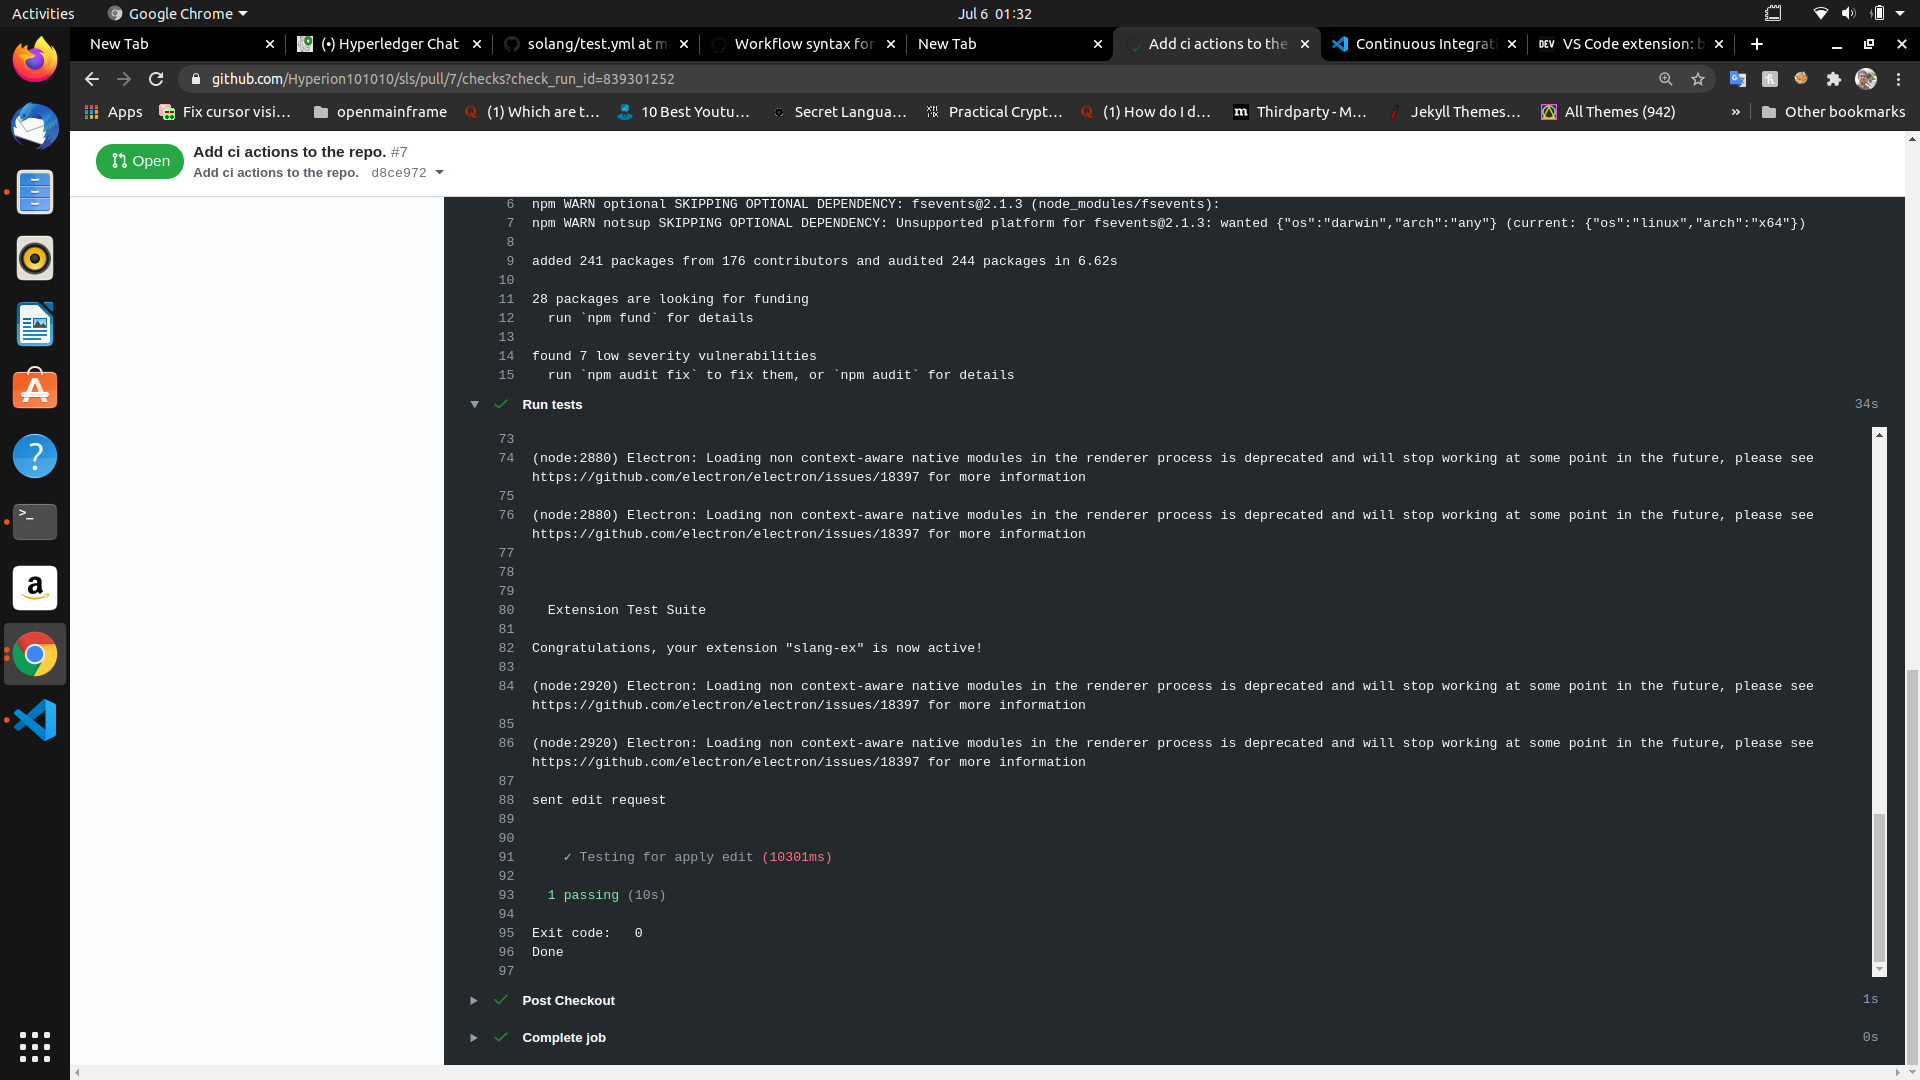 Activities
Google Chrome
Jul 6 01:32
New Tab
(•) Hyperledger Chat
solang/test.yml at ma
Workflow syntax for
New Tab
Add ci actions to the
Continuous Integrati
VS Code extension: b
github.com/Hyperion101010/sls/pull/7/checks?check_run_id=839301252
Apps
Fix cursor visi…
openmainframe
(1) Which are t…
10 Best Youtu…
Secret Langua…
Practical Crypt…
(1) How do I d…
Thirdparty - M…
Jekyll Themes…
All Themes (942)
»
Other bookmarks
Open
Add ci actions to the repo. #7
Add ci actions to the repo. d8ce972
6 npm WARN optional SKIPPING OPTIONAL DEPENDENCY: fsevents@2.1.3 (node_modules/fsevents):
7 npm WARN notsup SKIPPING OPTIONAL DEPENDENCY: Unsupported platform for fsevents@2.1.3: wanted {"os":"darwin","arch":"any"} (current: {"os":"linux","arch":"x64"})
8
9 added 241 packages from 176 contributors and audited 244 packages in 6.62s
10
11 28 packages are looking for funding
12 run `npm fund` for details
13
14 found 7 low severity vulnerabilities
15 run `npm audit fix` to fix them, or `npm audit` for details
Run tests 34s
73
74 (node:2880) Electron: Loading non context-aware native modules in the renderer process is deprecated and will stop working at some point in the future, please see
https://github.com/electron/electron/issues/18397 for more information
75
76 (node:2880) Electron: Loading non context-aware native modules in the renderer process is deprecated and will stop working at some point in the future, please see
https://github.com/electron/electron/issues/18397 for more information
77
78
79
80 Extension Test Suite
81
82 Congratulations, your extension "slang-ex" is now active!
83
84 (node:2920) Electron: Loading non context-aware native modules in the renderer process is deprecated and will stop working at some point in the future, please see
https://github.com/electron/electron/issues/18397 for more information
85
86 (node:2920) Electron: Loading non context-aware native modules in the renderer process is deprecated and will stop working at some point in the future, please see
https://github.com/electron/electron/issues/18397 for more information
87
88 sent edit request
89
90
91 ✓ Testing for apply edit (10301ms)
92
93 1 passing (10s)
94
95 Exit code: 0
96 Done
97
Post Checkout 1s
Complete job 0s